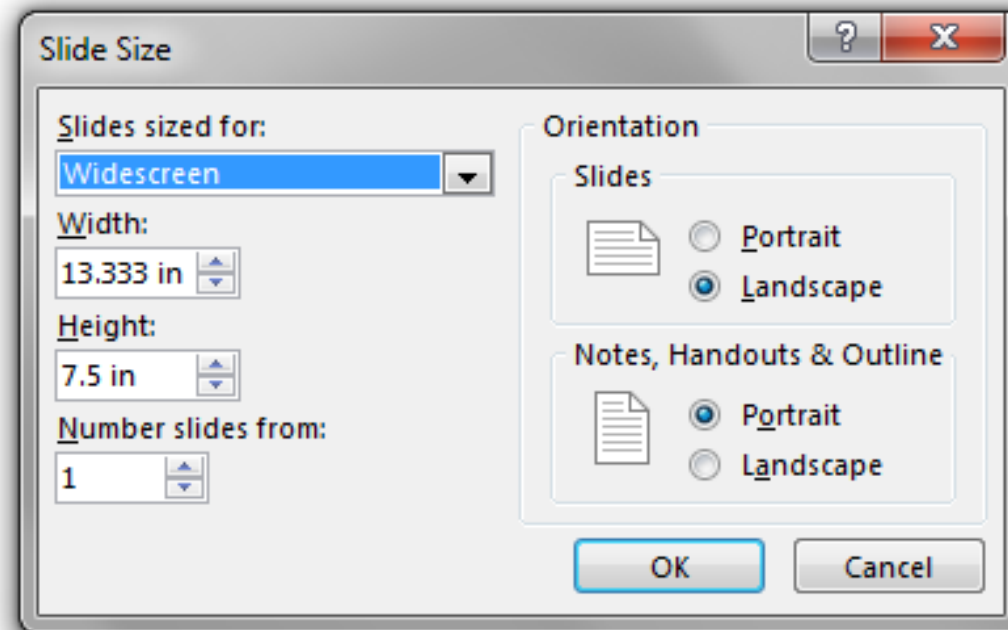 Slide Size
?
Slides sized for:
Widescreen
Width:
13.333 in
Height:
7.5 in
Number slides from:
1
Orientation
Slides
Portrait
Landscape
Notes, Handouts & Outline
Portrait
Landscape
OK
Cancel